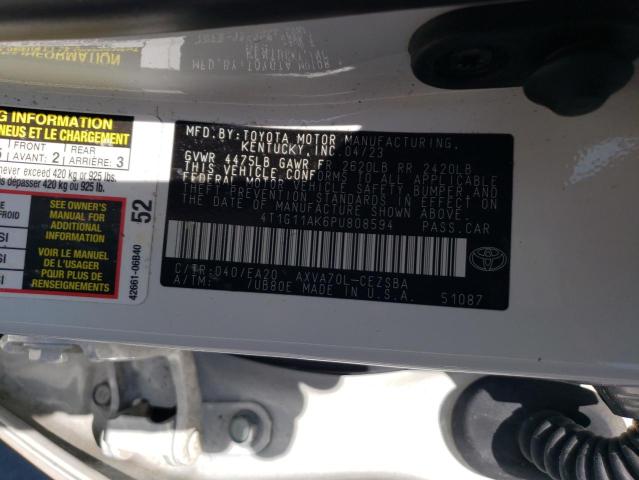 G INFORMATION
PNEUS ET LE CHARGEMENT
FRONT
AVANT: 2
REAR
ARRIÈRE: 3
never exceed 420 kg or 925 lbs.
dépasser 420 kg ou 925 lb.
SEE OWNER'S
MANUAL FOR
ADDITIONAL
INFORMATION
VOIR LE MANUEL
DE L'USAGER
POUR PLUS DE
RENSEIGNEMENTS
52
42661-06B40
MFD.BY:TOYOTA MOTOR MANUFACTURING,
KENTUCKY,INC. 04/23
GVWR 4475LB GAWR FR 2620LB RR 2420LB
THIS VEHICLE CONFORMS TO ALL APPLICABLE
FEDERAL MOTOR VEHICLE SAFETY, BUMPER AND
THEFT PREVENTION STANDARDS IN EFFECT ON
THE DATE OF MANUFACTURE SHOWN ABOVE.
4T1G11AK6PU808594 PASS.CAR
C/TR:040/EA20 AXVA70L-CEZSBA
A/TM: /UB80E MADE IN U.S.A.
51087
TOYOTA